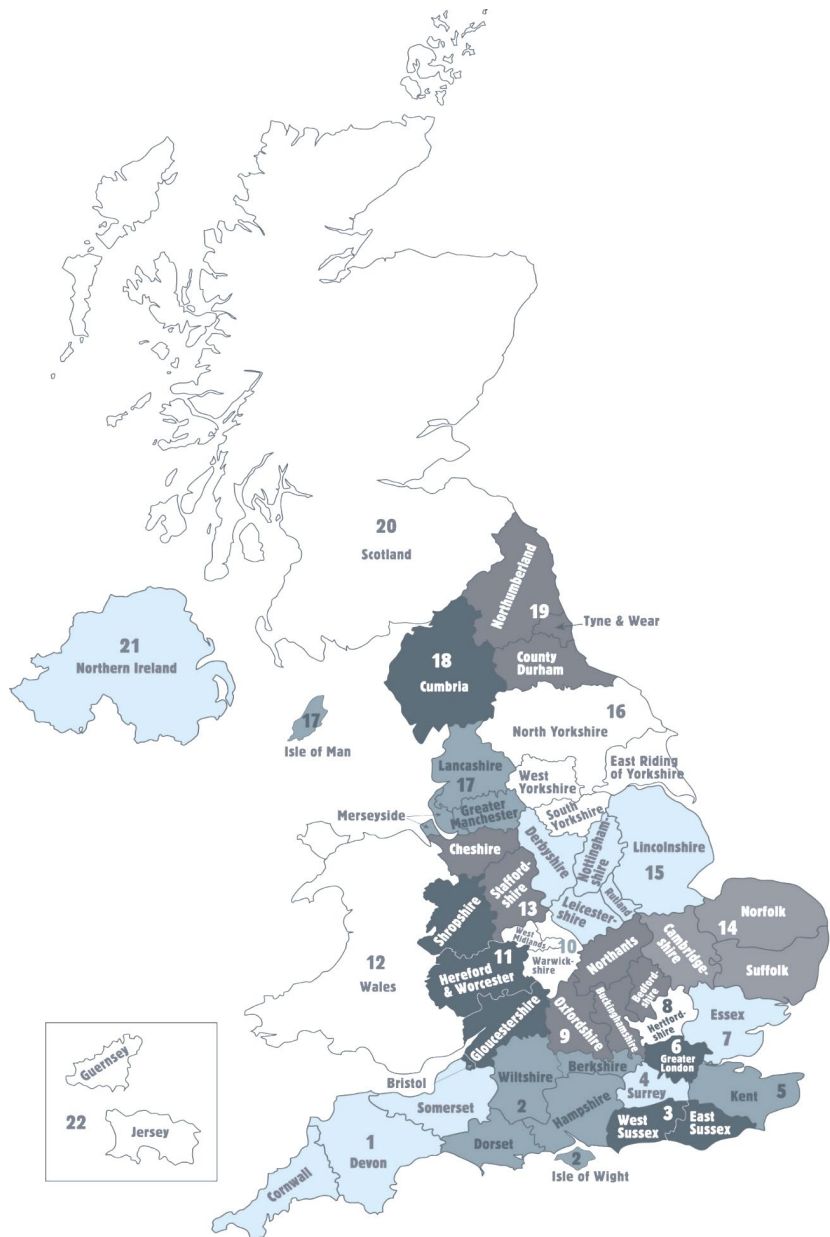 20
Scotland
Northumberland
19
Tyne & Wear
21
Northern Ireland
18
Cumbria
County
Durham
17
Isle of Man
16
North Yorkshire
Lancashire
17
West
Yorkshire
East Riding
of Yorkshire
Merseyside
Greater
Manchester
South
Yorkshire
Cheshire
Derbyshire
Nottingham-
shire
Lincolnshire
15
Stafford-
shire
13
Shropshire
Leicester-
shire
Rutland
West
Midlands
10
Warwick-
shire
14
Norfolk
Cambridge-
shire
Suffolk
Northants
12
Wales
11
Hereford
& Worcester
Bedford-
shire
Buckinghamshire
Oxfordshire
9
8
Hertford-
shire
Essex
7
Gloucestershire
6
Greater
London
Bristol
Wiltshire
2
Berkshire
4
Surrey
Kent
5
Somerset
Hampshire
3
West
Sussex
East
Sussex
Dorset
2
Isle of Wight
1
Devon
Cornwall
Guernsey
22
Jersey